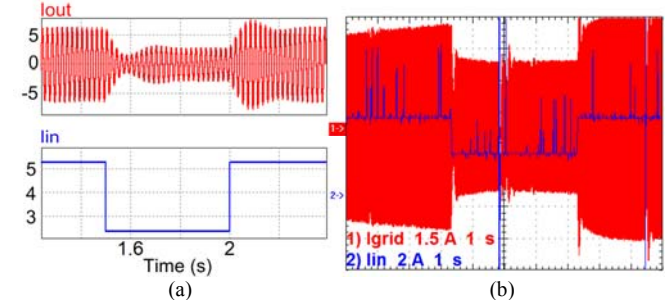 Iout
5
0
-5
Iin
5
4
3
1.6
2
Time (s)
(a)
1->
2->
1) Igrid 1.5 A 1 s
2) Iin 2 A 1 s
(b)